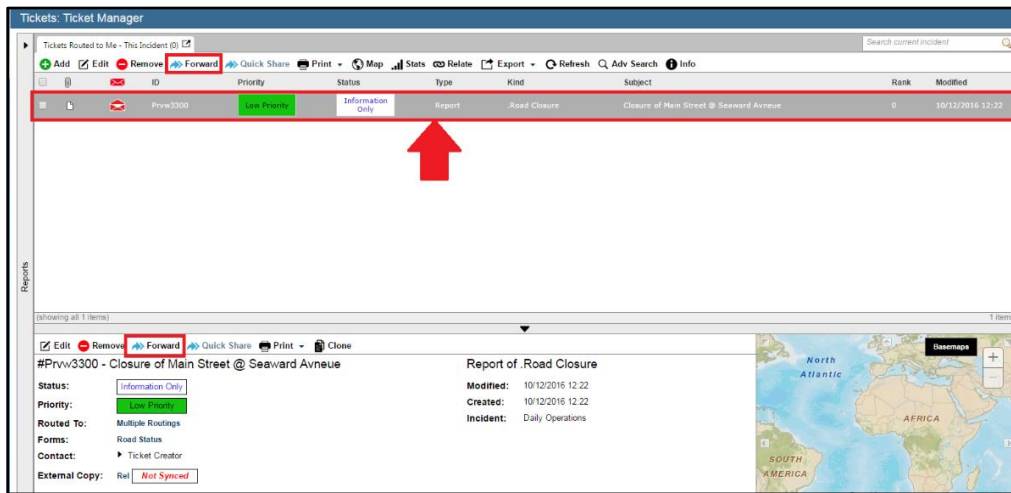 Tickets: Ticket Manager
Tickets Routed to Me - This Incident (0)
Search current incident
Add Edit Remove Forward Quick Share Print Map Stats Relate Export Refresh Adv Search Info
ID Priority Status Type Kind Subject Rank Modified
Prvw3300 Low Priority Information Only Report .Road Closure Closure of Main Street @ Seaward Avneue 0 10/12/2016 12:22
Reports
(showing all 1 items) 1 item
Edit Remove Forward Quick Share Print Clone
#Prvw3300 - Closure of Main Street @ Seaward Avneue
Report of .Road Closure
Status: Information Only
Priority: Low Priority
Routed To: Multiple Routings
Forms: Road Status
Contact: Ticket Creator
External Copy: Rel Not Synced
Modified: 10/12/2016 12:22
Created: 10/12/2016 12:22
Incident: Daily Operations
Basemaps
+
-
North
Atlantic
AFRICA
SOUTH
AMERICA